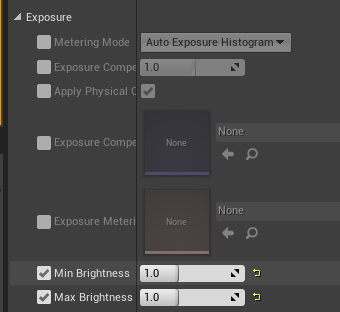 Exposure
Metering Mode Auto Exposure Histogram
Exposure Compe 1.0
Apply Physical C
Exposure Compe None None
Exposure Meteri None None
Min Brightness 1.0
Max Brightness 1.0